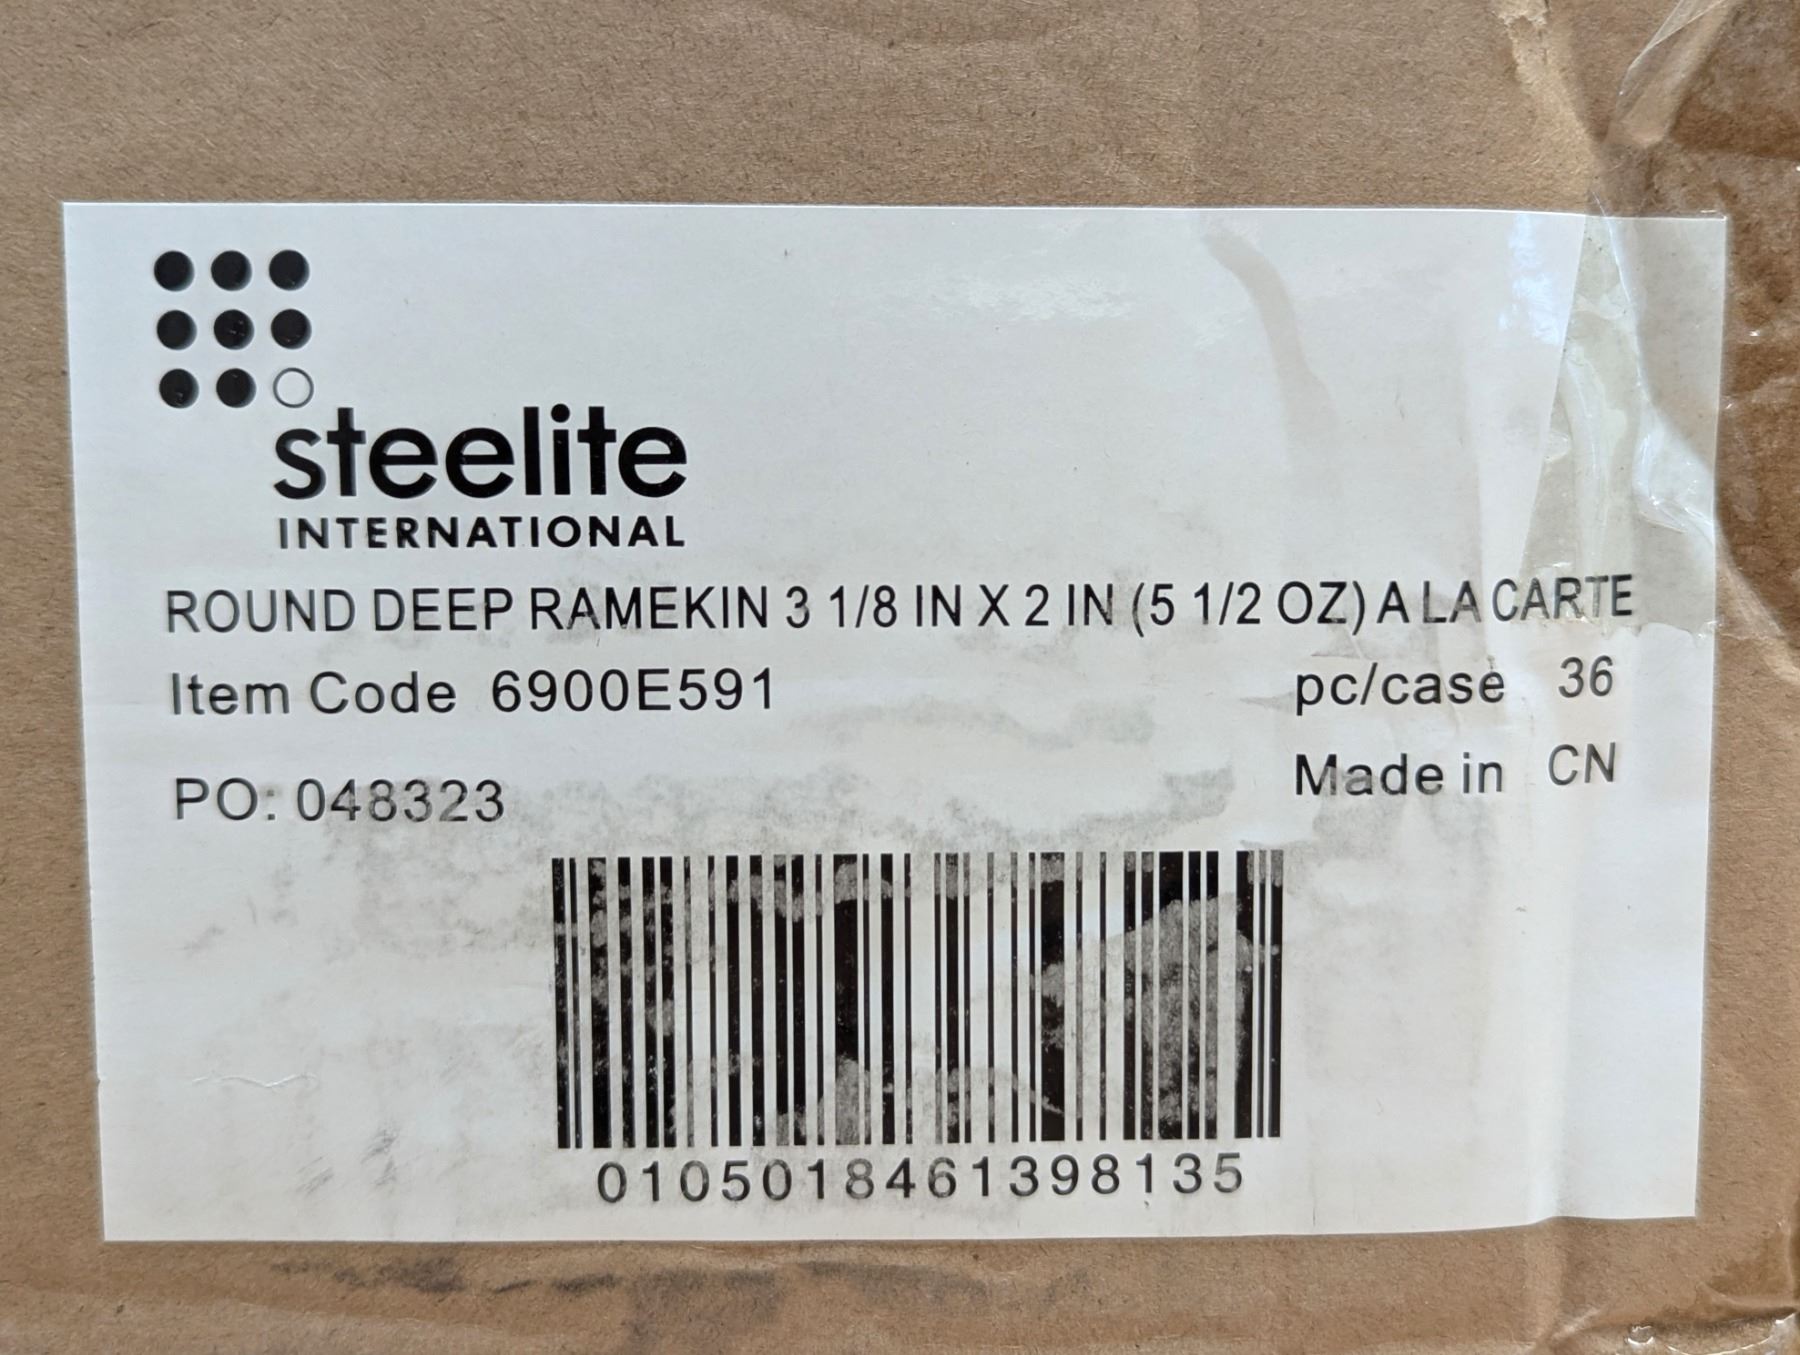 steelite
INTERNATIONAL
ROUND DEEP RAMEKIN 3 1/8 IN X 2 IN (5 1/2 OZ) A LA CARTE
Item Code 6900E591 pc/case 36
PO: 048323 Made in CN
0105018461398135